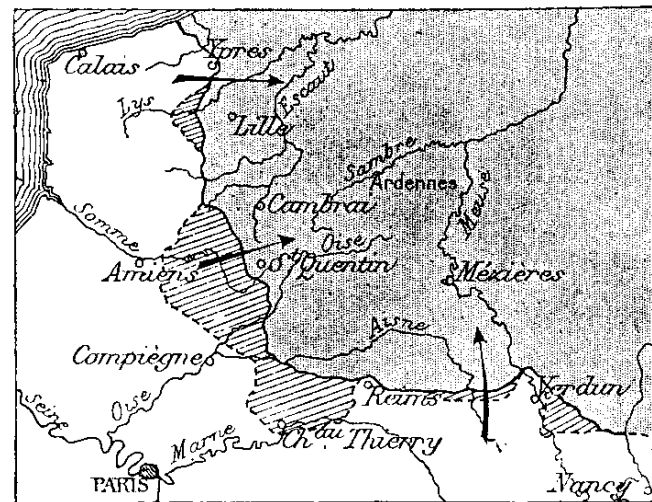 Calais
Ypres
Lys
Escaut
Lille
Sambre
Ardennes
Meuse
Cambrai
Somme
Oise
Amiens
St Quentin
Mézières
Aisne
Compiègne
Reims
Verdun
Seine
Oise
Marne
Ch. du Thierry
PARIS
Nancy